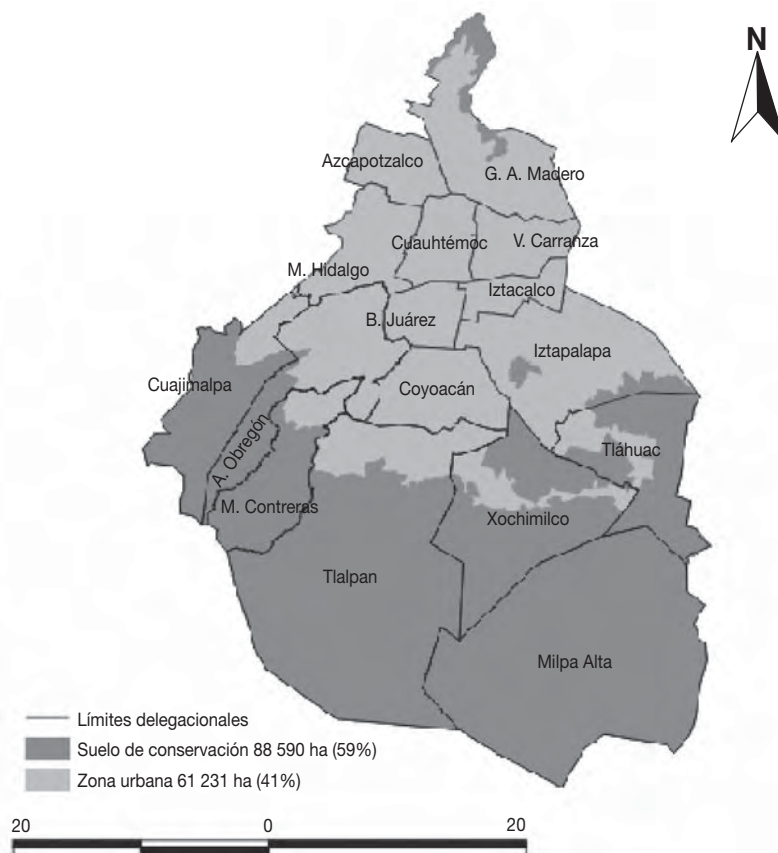 N
Azcapotzalco
G. A. Madero
Cuauhtémoc
V. Carranza
M. Hidalgo
Iztacalco
B. Juárez
Iztapalapa
Cuajimalpa
Coyoacán
A. Obregón
Tláhuac
M. Contreras
Xochimilco
Tlalpan
Milpa Alta
Límites delegacionales
Suelo de conservación 88 590 ha (59%)
Zona urbana 61 231 ha (41%)
20 0 20